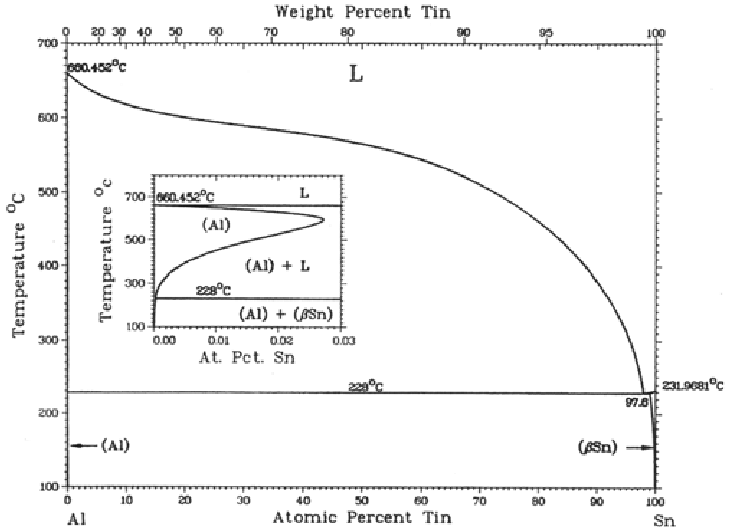 Weight Percent Tin
0 20 30 40 50 60 70 80 90 95 100
700
660.452°C
L
600
500
400
300
200
100
Temperature °C
700
500
300
100
Temperature °C
660.452°C
L
(Al)
(Al) + L
228°C
(Al) + (βSn)
0.00 0.01 0.02 0.03
At. Pct. Sn
228°C
231.9681°C
97.6
(Al)
(βSn)
0 10 20 30 40 50 60 70 80 90 100
Al
Atomic Percent Tin
Sn